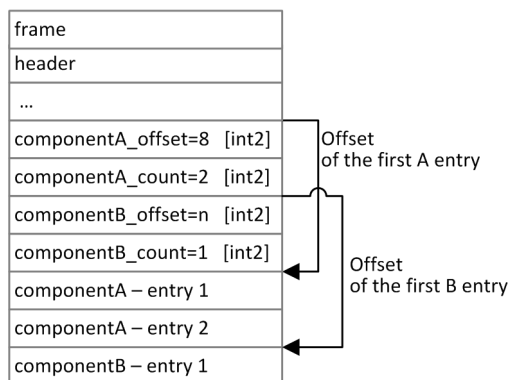 frame
header
...
componentA_offset=8 [int2]
componentA_count=2 [int2]
componentB_offset=n [int2]
componentB_count=1 [int2]
componentA – entry 1
componentA – entry 2
componentB – entry 1
Offset
of the first A entry
Offset
of the first B entry